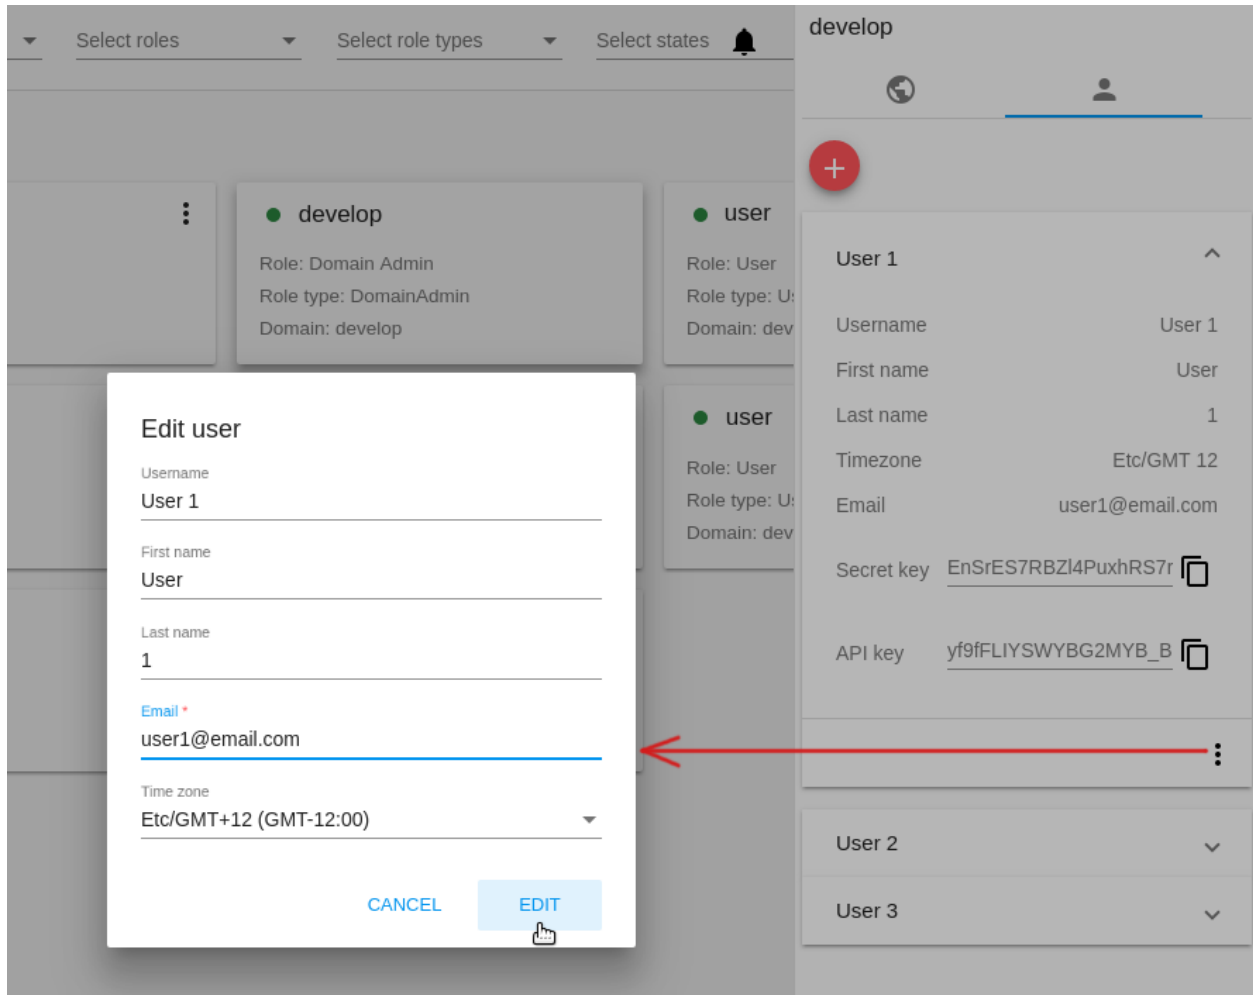 Select roles
Select role types
Select states
develop
develop
Role: Domain Admin
Role type: DomainAdmin
Domain: develop
user
Role: User
Role type: Us
Domain: dev
user
Role: User
Role type: Us
Domain: dev
Edit user
Username
User 1
First name
User
Last name
1
Email *
user1@email.com
Time zone
Etc/GMT+12 (GMT-12:00)
CANCEL
EDIT
User 1
Username User 1
First name User
Last name 1
Timezone Etc/GMT 12
Email user1@email.com
Secret key EnSrES7RBZl4PuxhRS7r
API key yf9fFLIYSWYBG2MYB_B
User 2
User 3